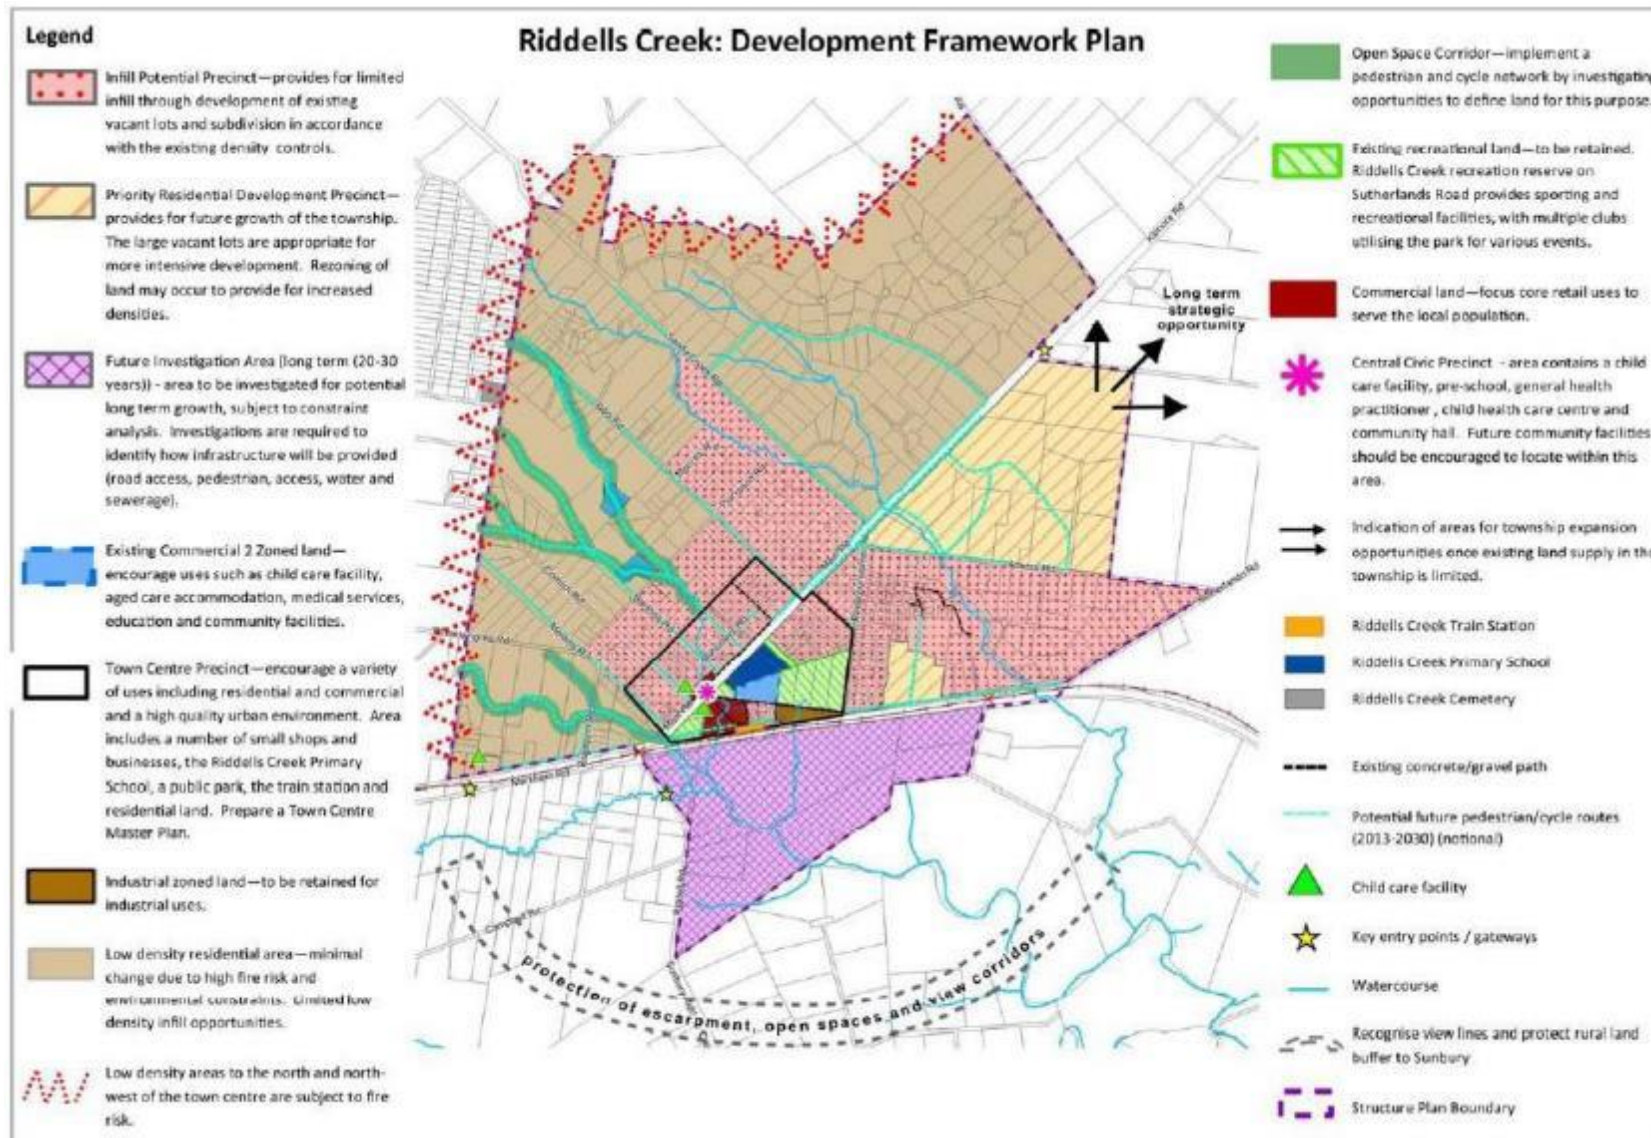 Riddells Creek: Development Framework Plan
Legend
Infill Potential Precinct—provides for limited
infill through development of existing
vacant lots and subdivision in accordance
with the existing density controls.
Priority Residential Development Precinct—
provides for future growth of the township.
The large vacant lots are appropriate for
more intensive development. Rezoning of
land may occur to provide for increased
densities.
Future Investigation Area (long term (20-30
years)) - area to be investigated for potential
long term growth, subject to constraint
analysis. Investigations are required to
identify how infrastructure will be provided
(road access, pedestrian, access, water and
sewerage).
Existing Commercial 2 Zoned land—
encourage uses such as child care facility,
aged care accommodation, medical services,
education and community facilities.
Town Centre Precinct—encourage a variety
of uses including residential and commercial
and a high quality urban environment. Area
includes a number of small shops and
businesses, the Riddells Creek Primary
School, a public park, the train station and
residential land. Prepare a Town Centre
Master Plan.
Industrial zoned land—to be retained for
industrial uses.
Low density residential area—minimal
change due to high fire risk and
environmental constraints. Limited low
density infill opportunities.
Low density areas to the north and north-
west of the town centre are subject to fire
risk.
Kilmore Rd
Long term
strategic
opportunity
protection of escarpment, open spaces and view corridors
Open Space Corridor—implement a
pedestrian and cycle network by investigating
opportunities to define land for this purpose.
Existing recreational land—to be retained.
Riddells Creek recreation reserve on
Sutherlands Road provides sporting and
recreational facilities, with multiple clubs
utilising the park for various events.
Commercial land—focus core retail uses to
serve the local population.
Central Civic Precinct - area contains a child
care facility, pre-school, general health
practitioner , child health care centre and
community hall. Future community facilities
should be encouraged to locate within this
area.
Indication of areas for township expansion
opportunities once existing land supply in the
township is limited.
Riddells Creek Train Station
Riddells Creek Primary School
Riddells Creek Cemetery
Existing concrete/gravel path
Potential future pedestrian/cycle routes
(2013-2030) (notional)
Child care facility
Key entry points / gateways
Watercourse
Recognise view lines and protect rural land
buffer to Sunbury
Structure Plan Boundary